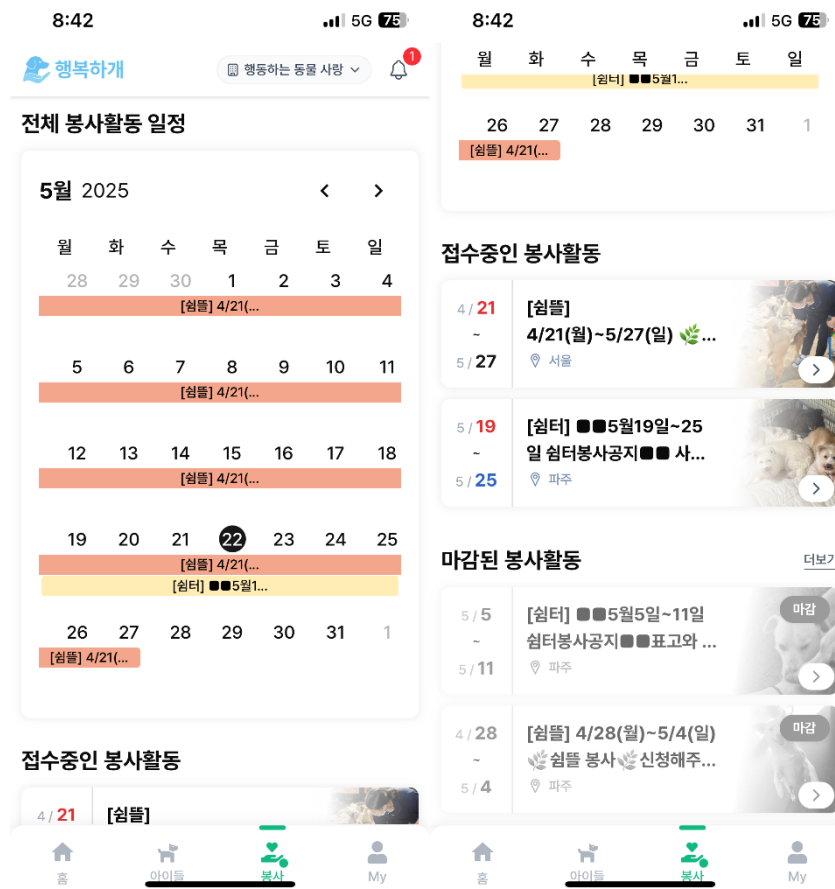 8:42
5G 75
행복하개
행동하는 동물 사랑
1
전체 봉사활동 일정
5월 2025
월 화 수 목 금 토 일
28 29 30 1 2 3 4
[쉼뜰] 4/21(...
5 6 7 8 9 10 11
[쉼뜰] 4/21(...
12 13 14 15 16 17 18
[쉼뜰] 4/21(...
19 20 21 22 23 24 25
[쉼뜰] 4/21(...
[쉼터] ■■5월1...
26 27 28 29 30 31 1
[쉼뜰] 4/21(...
접수중인 봉사활동
4/21
[쉼뜰]
홈 아이들 봉사 My
8:42
5G 75
월 화 수 목 금 토 일
[쉼터] ■■5월1...
26 27 28 29 30 31 1
[쉼뜰] 4/21(...
접수중인 봉사활동
4/21
~
5/27
[쉼뜰]
4/21(월)~5/27(일) 🌿...
서울
5/19
~
5/25
[쉼터] ■■5월19일~25
일 쉼터봉사공지■■ 사...
파주
마감된 봉사활동
더보기
5/5
~
5/11
[쉼터] ■■5월5일~11일
쉼터봉사공지■■표고와 ...
파주
마감
4/28
~
5/4
[쉼뜰] 4/28(월)~5/4(일)
🌿쉼뜰 봉사🌿신청해주...
파주
마감
홈 아이들 봉사 My